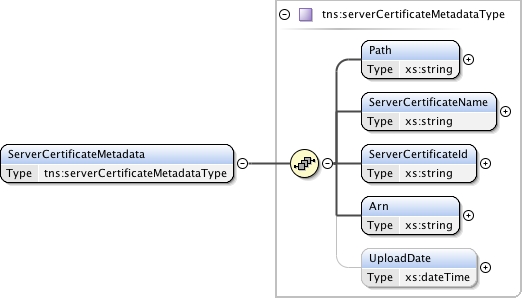 tns:serverCertificateMetadataType
Path
Type xs:string
ServerCertificateName
Type xs:string
ServerCertificateMetadata
Type tns:serverCertificateMetadataType
ServerCertificateId
Type xs:string
Arn
Type xs:string
UploadDate
Type xs:dateTime